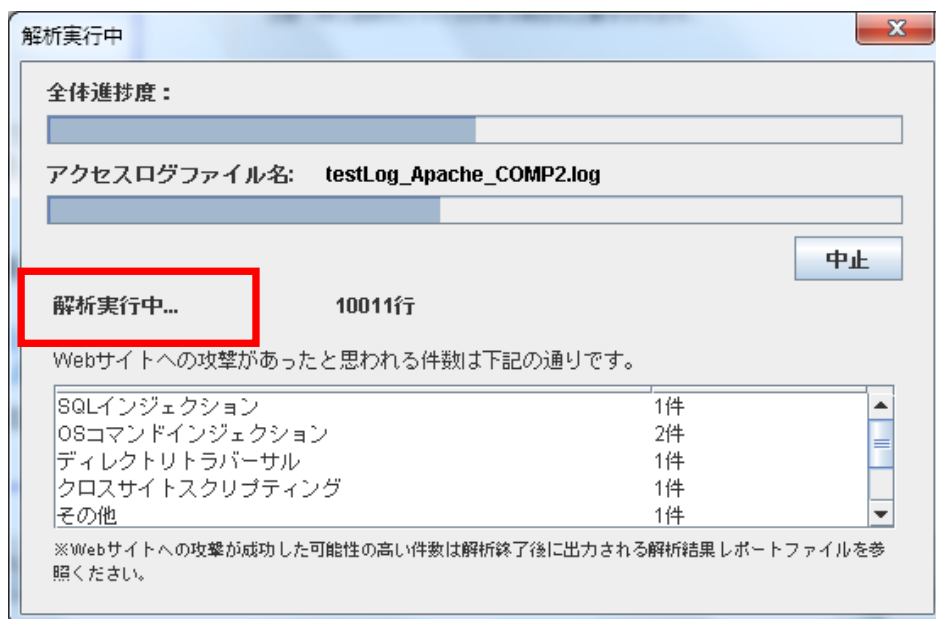 解析実行中
全体進捗度：
アクセスログファイル名: testLog_Apache_COMP2.log
中止
解析実行中... 10011行
Webサイトへの攻撃があったと思われる件数は下記の通りです。
SQLインジェクション 1件
OSコマンドインジェクション 2件
ディレクトリトラバーサル 1件
クロスサイトスクリプティング 1件
その他 1件
※Webサイトへの攻撃が成功した可能性の高い件数は解析終了後に出力される解析結果レポートファイルを参
照ください。